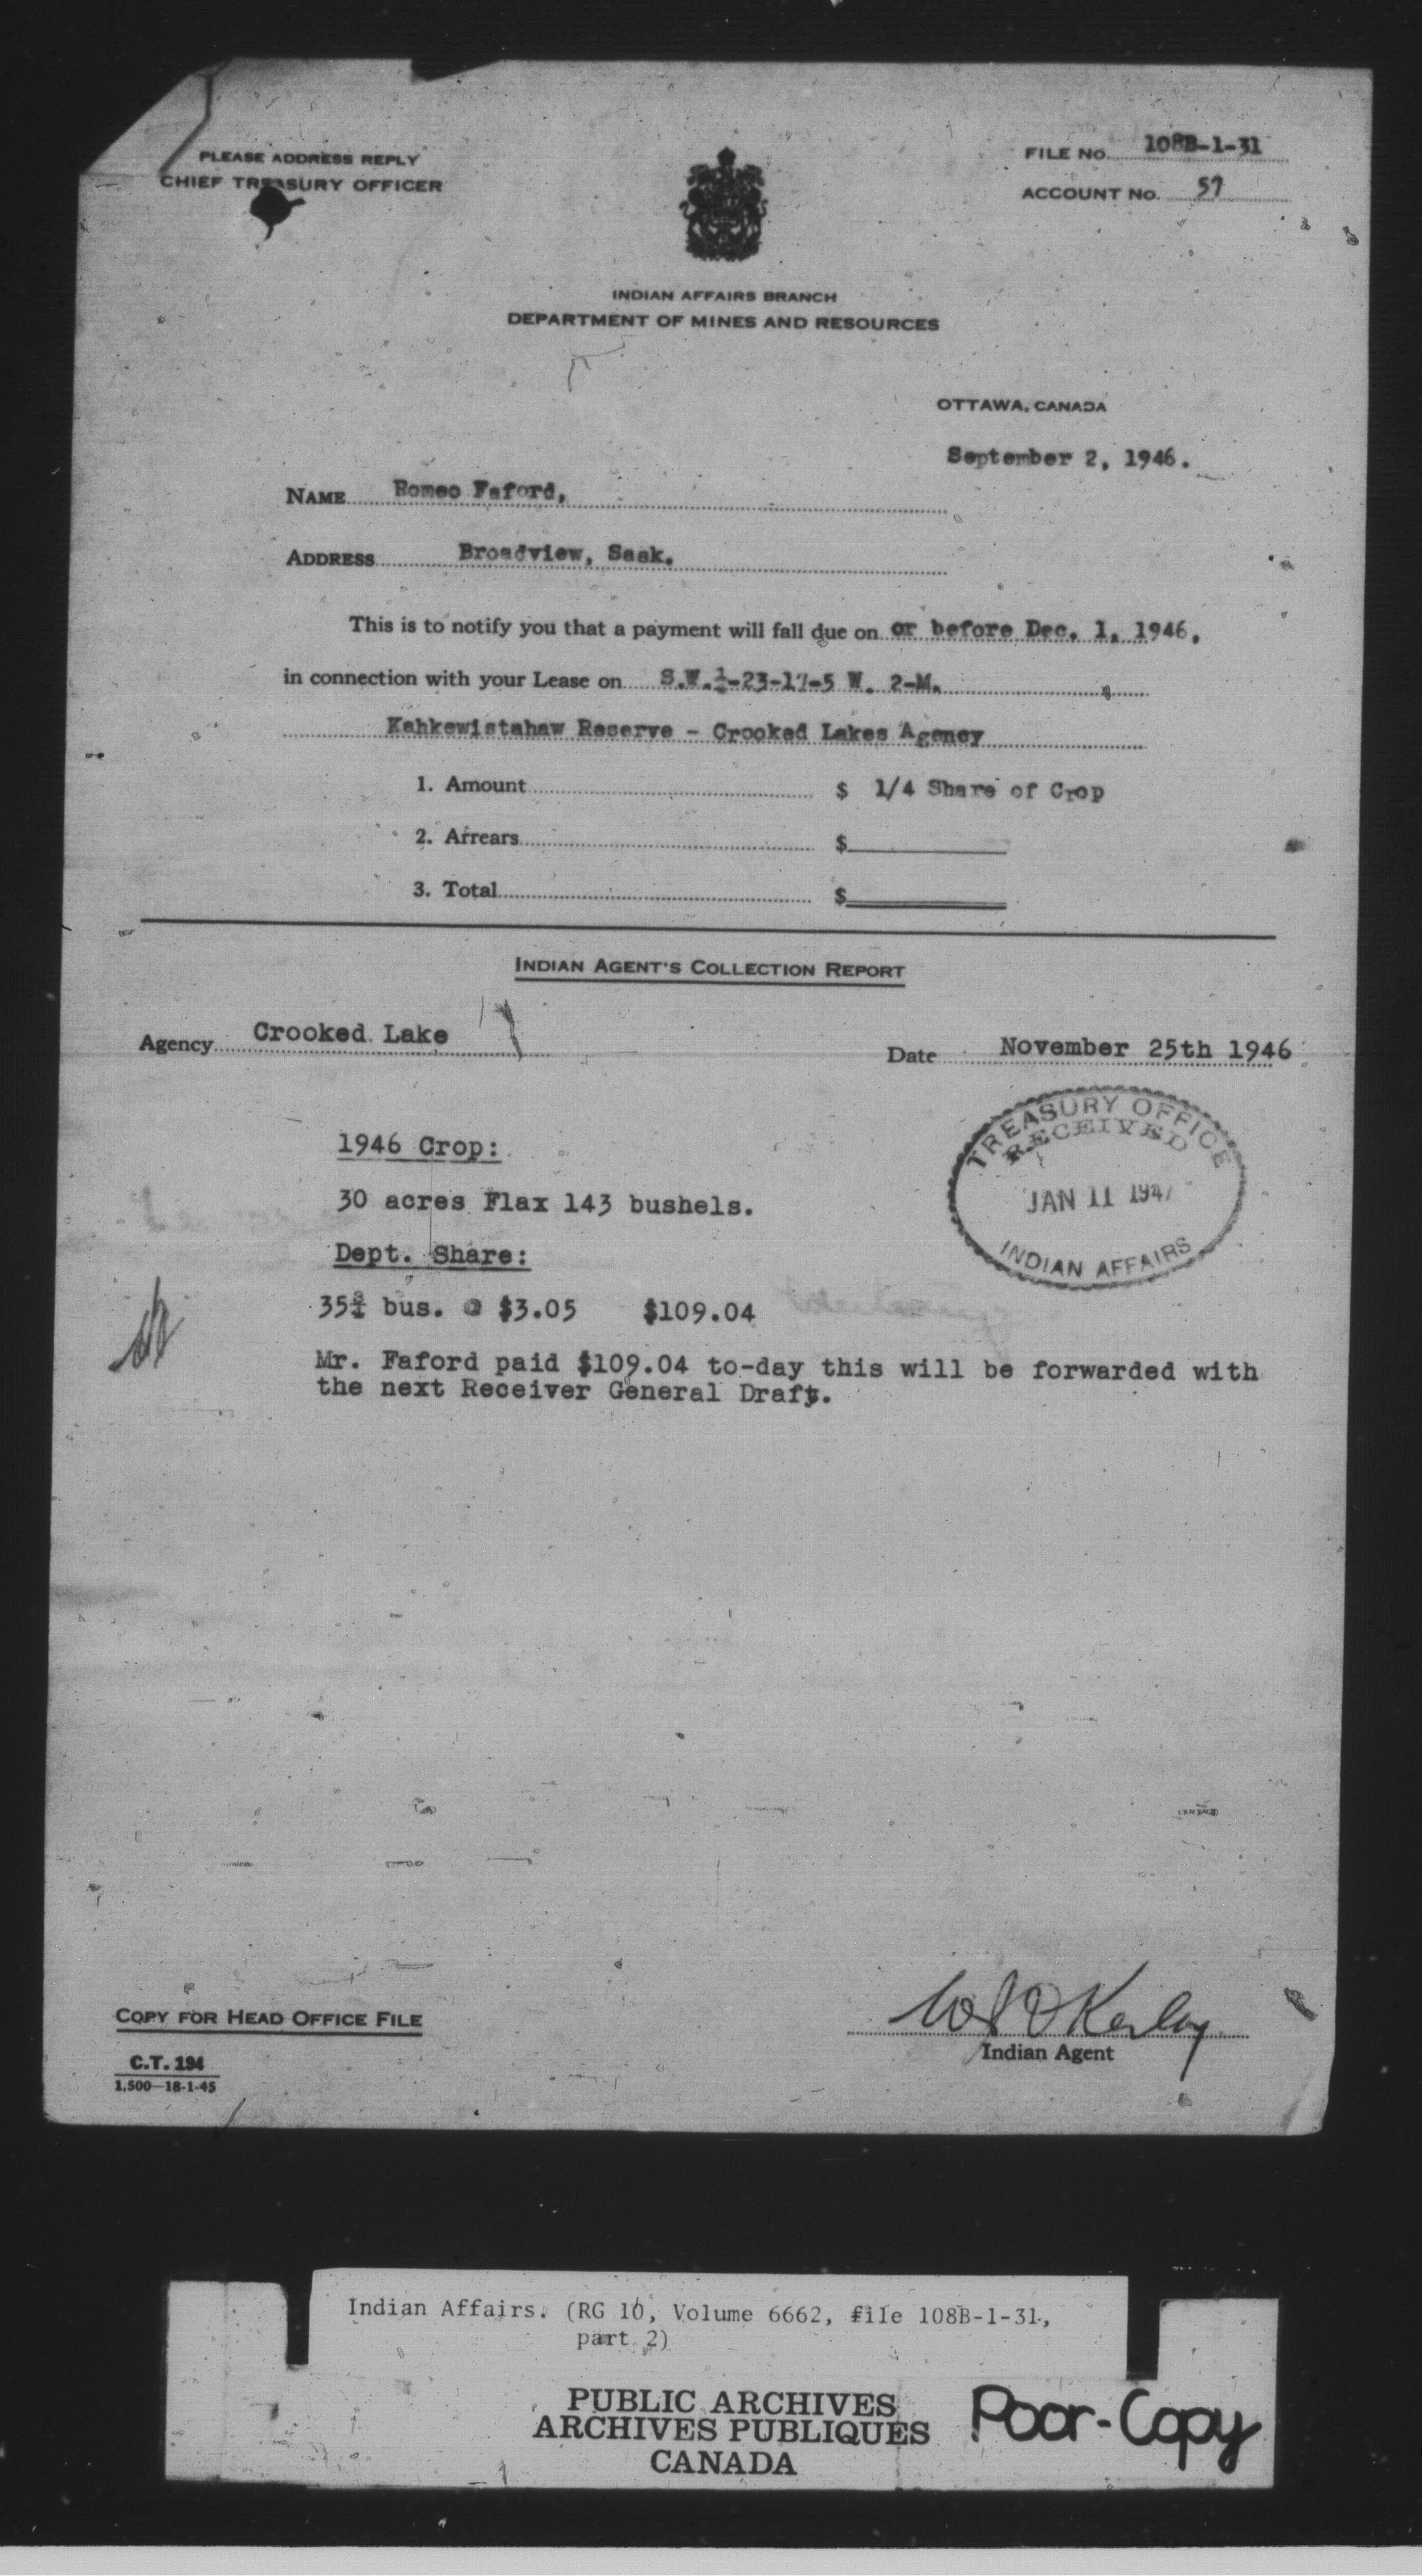 PLEASE ADDRESS REPLY
CHIEF TREASURY OFFICER
FILE No. 108B-1-31
ACCOUNT No. 57
INDIAN AFFAIRS BRANCH
DEPARTMENT OF MINES AND RESOURCES
OTTAWA, CANADA
September 2, 1946.
NAME Romeo Faford,
ADDRESS Broadview, Sask.
This is to notify you that a payment will fall due on or before Dec. 1, 1946,
in connection with your Lease on S.W.¼-23-17-5 W. 2-M.
Kahkewistahaw Reserve - Crooked Lakes Agency
1. Amount $ 1/4 Share of Crop
2. Arrears $
3. Total $
INDIAN AGENT'S COLLECTION REPORT
Agency Crooked Lake
Date November 25th 1946
TREASURY OFFICE
RECEIVED
JAN 11 1947
INDIAN AFFAIRS
1946 Crop:
30 acres Flax 143 bushels.
Dept. Share:
35¾ bus. @ $3.05 $109.04
Mr. Faford paid $109.04 to-day this will be forwarded with
the next Receiver General Draft.
COPY FOR HEAD OFFICE FILE
C.T. 194
1,500—18-1-45
Kerley
Indian Agent
Indian Affairs. (RG 10, Volume 6662, file 108B-1-31,
part 2)
PUBLIC ARCHIVES
ARCHIVES PUBLIQUES
CANADA
Poor-Copy